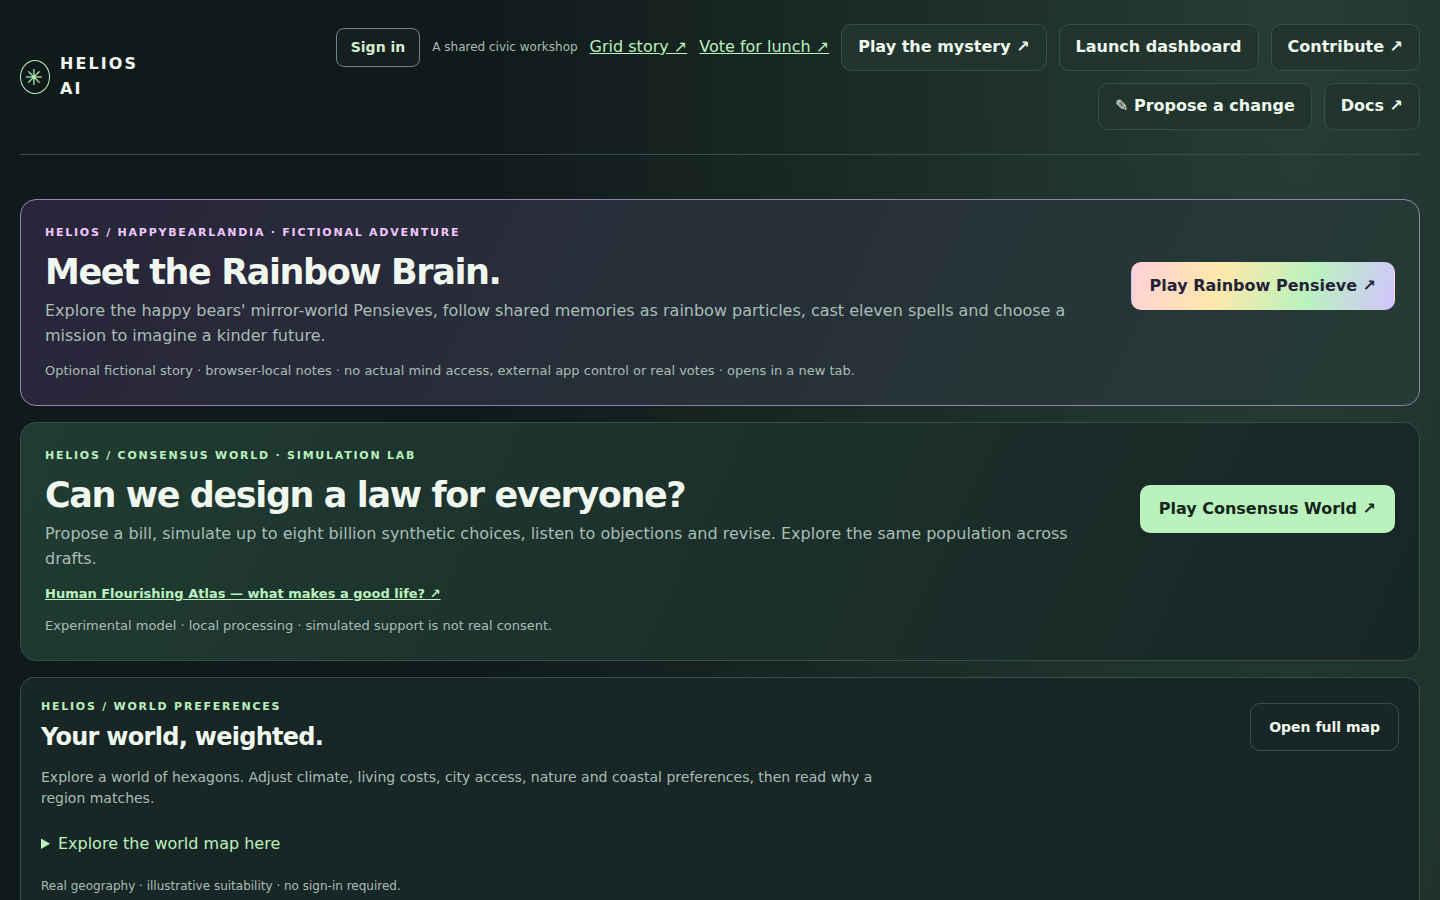 HELIOS
AI
Sign in
A shared civic workshop
Grid story ↗
Vote for lunch ↗
Play the mystery ↗
Launch dashboard
Contribute ↗
✎ Propose a change
Docs ↗
HELIOS / HAPPYBEARLANDIA · FICTIONAL ADVENTURE
Meet the Rainbow Brain.
Explore the happy bears' mirror-world Pensieves, follow shared memories as rainbow particles, cast eleven spells and choose a
mission to imagine a kinder future.
Optional fictional story · browser-local notes · no actual mind access, external app control or real votes · opens in a new tab.
Play Rainbow Pensieve ↗
HELIOS / CONSENSUS WORLD · SIMULATION LAB
Can we design a law for everyone?
Propose a bill, simulate up to eight billion synthetic choices, listen to objections and revise. Explore the same population across
drafts.
Human Flourishing Atlas — what makes a good life? ↗
Experimental model · local processing · simulated support is not real consent.
Play Consensus World ↗
HELIOS / WORLD PREFERENCES
Your world, weighted.
Explore a world of hexagons. Adjust climate, living costs, city access, nature and coastal preferences, then read why a
region matches.
Open full map
▶ Explore the world map here
Real geography · illustrative suitability · no sign-in required.